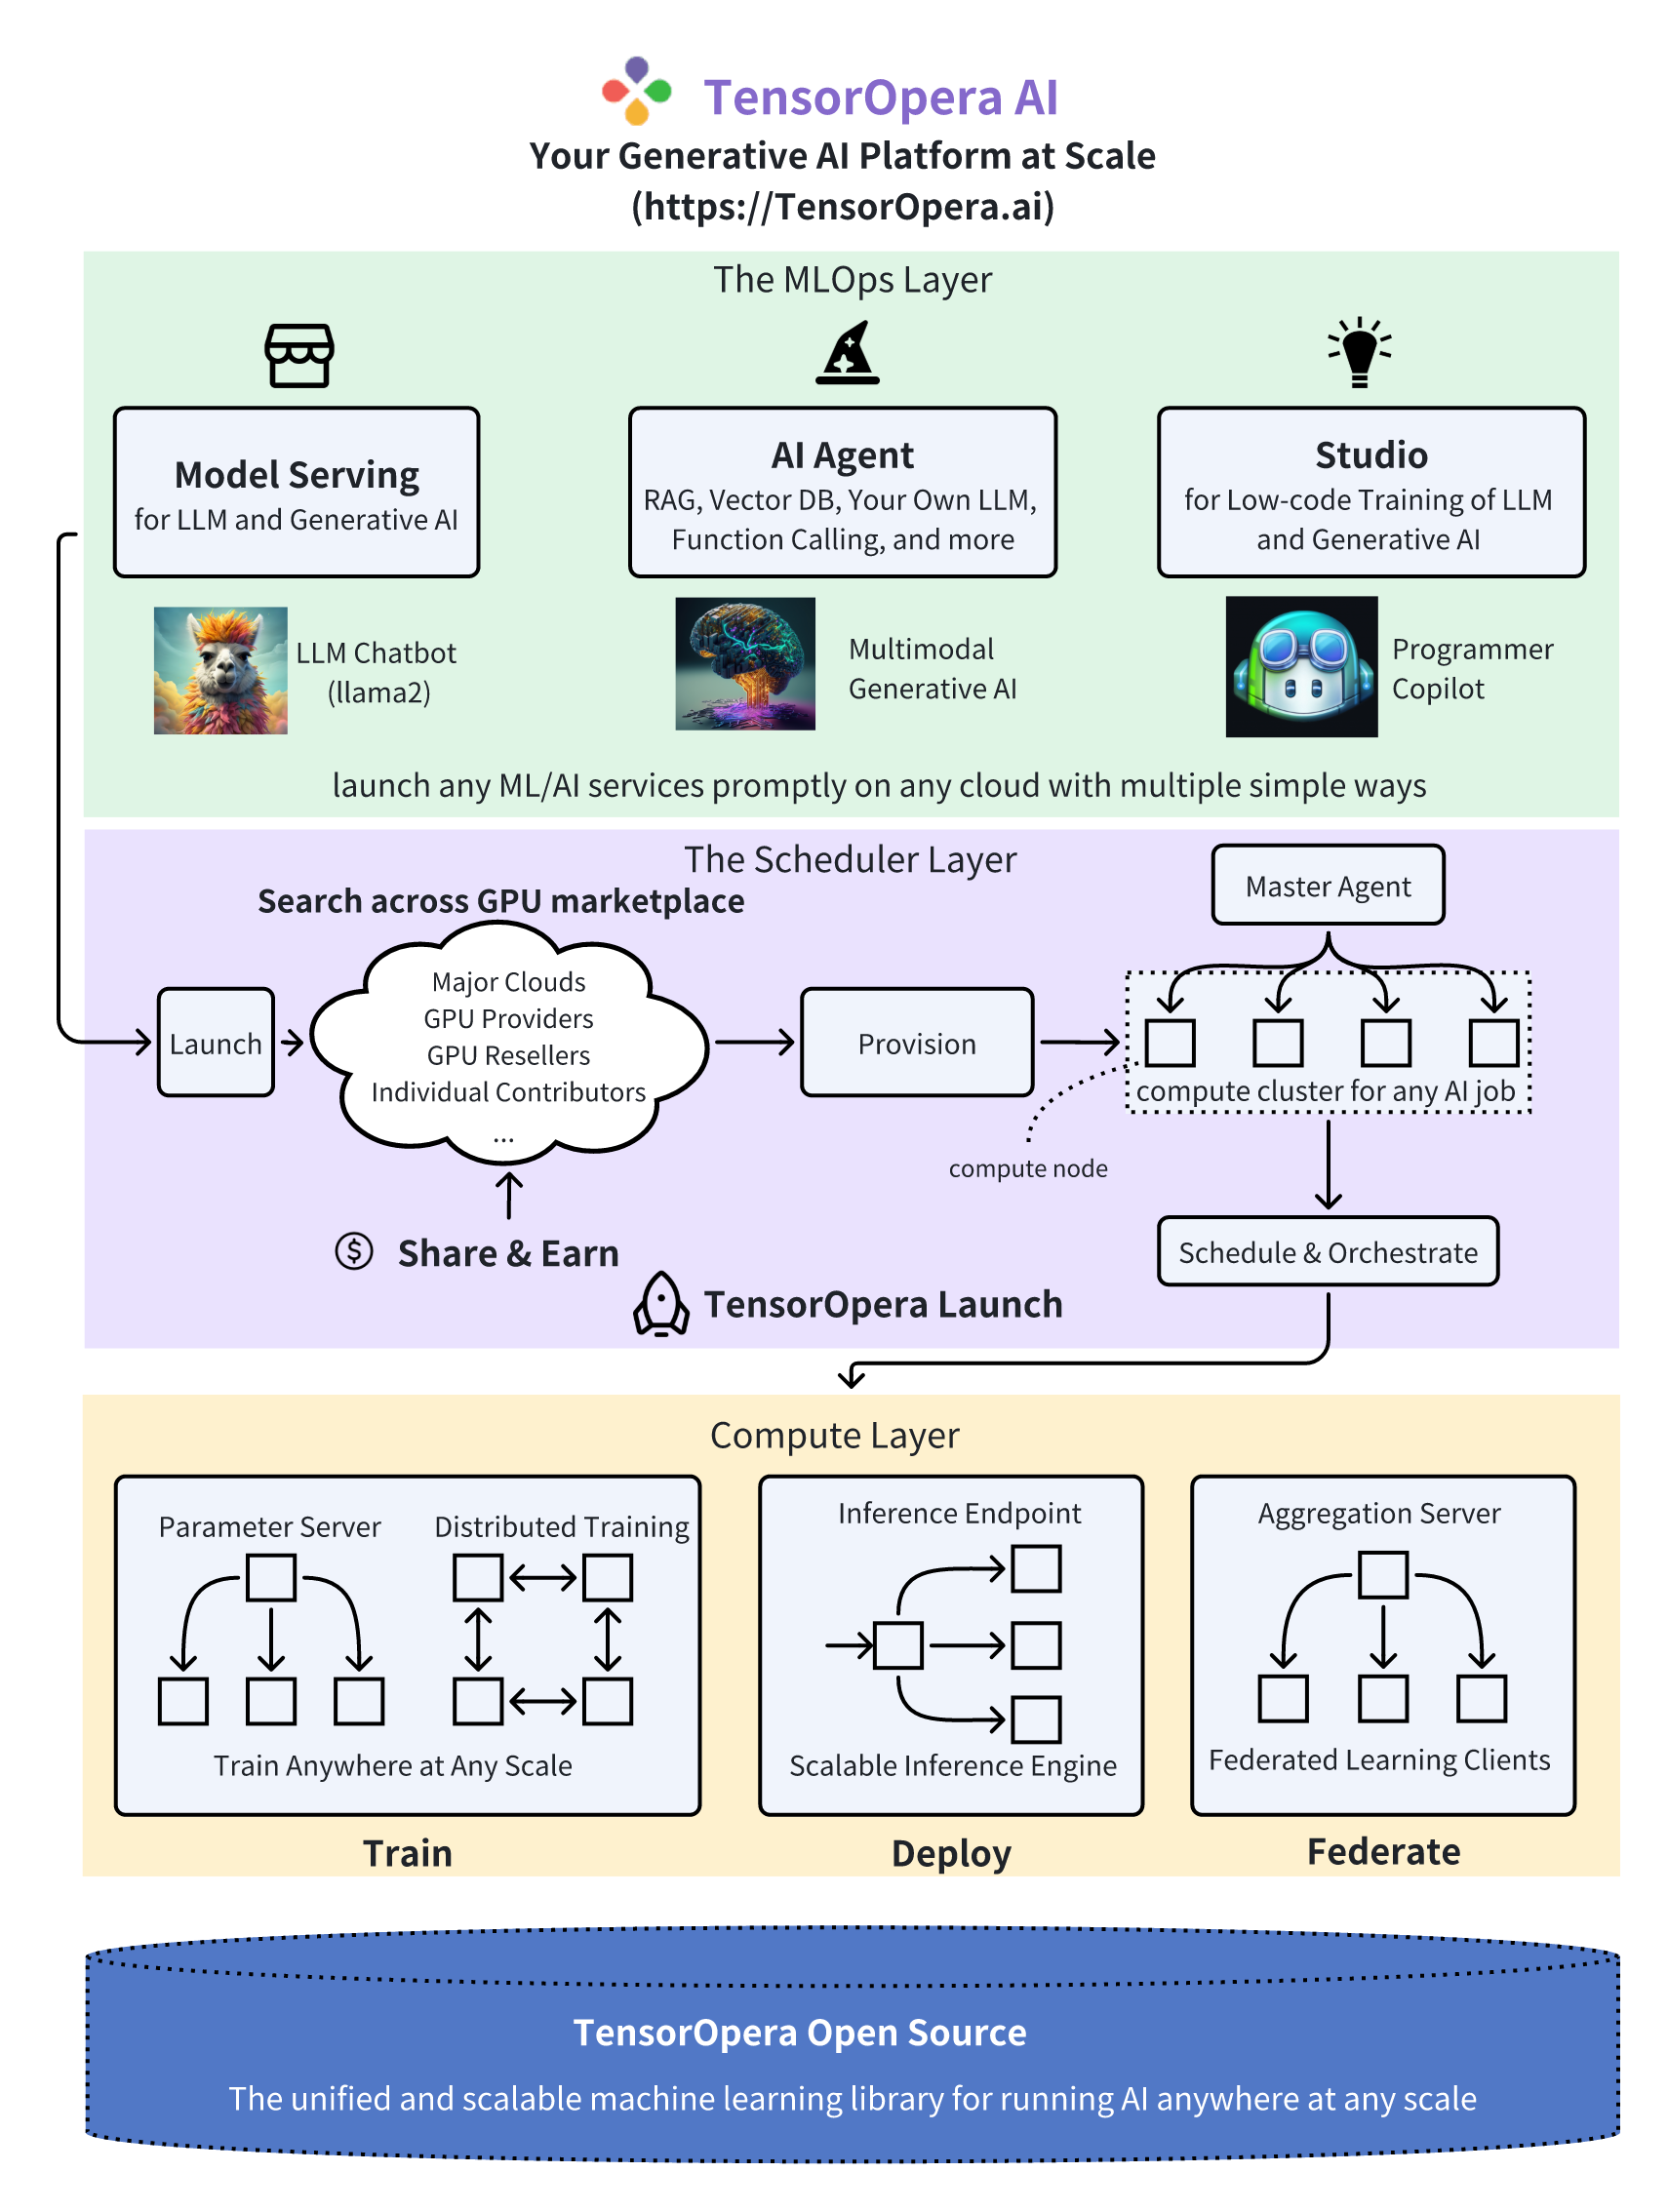 TensorOpera AI
Your Generative AI Platform at Scale
(https://TensorOpera.ai)
The MLOps Layer
Model Serving
for LLM and Generative AI
AI Agent
RAG, Vector DB, Your Own LLM,
Function Calling, and more
Studio
for Low-code Training of LLM
and Generative AI
LLM Chatbot
(llama2)
Multimodal
Generative AI
Programmer
Copilot
launch any ML/AI services promptly on any cloud with multiple simple ways
The Scheduler Layer
Search across GPU marketplace
Master Agent
Launch
Major Clouds
GPU Providers
GPU Resellers
Individual Contributors
...
Provision
compute cluster for any AI job
compute node
$
Share & Earn
Schedule & Orchestrate
TensorOpera Launch
Compute Layer
Parameter Server
Distributed Training
Train Anywhere at Any Scale
Train
Inference Endpoint
Scalable Inference Engine
Deploy
Aggregation Server
Federated Learning Clients
Federate
TensorOpera Open Source
The unified and scalable machine learning library for running AI anywhere at any scale